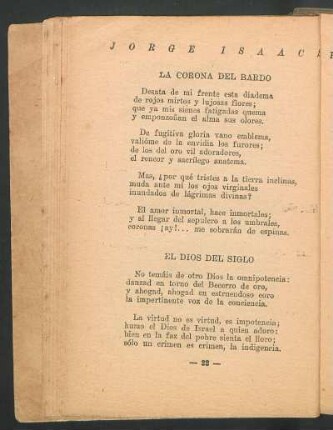 JORGE ISAACS
LA CORONA DEL BARDO
Desata de mi frente esta diadema
de rojos mirtos y lujosas flores;
que ya mis sienes fatigadas quema
y emponzoñan el alma sus olores.
De fugitiva gloria vano emblema,
valióme de la envidia los furores;
de los del oro vil adoradores,
el rencor y sacrílego anatema.
Mas, ¿por qué tristes a la tierra inclinas,
muda ante mí los ojos virginales
inundados de lágrimas divinas?
El amor inmortal, hace inmortales;
y al llegar del sepulcro a los umbrales,
coronas ¡ay!... me sobrarán de espinas.
EL DIOS DEL SIGLO
No temáis de otro Dios la omnipotencia:
danzad en torno del Becerro de oro,
y ahogad, ahogad en estruendoso coro
la impertinente voz de la conciencia.
La virtud no es virtud, es impotencia;
humo el Dios de Israel a quien adoro:
bien en la faz del pobre sienta el lloro;
sólo un crimen es crimen, la indigencia.
— 22 —